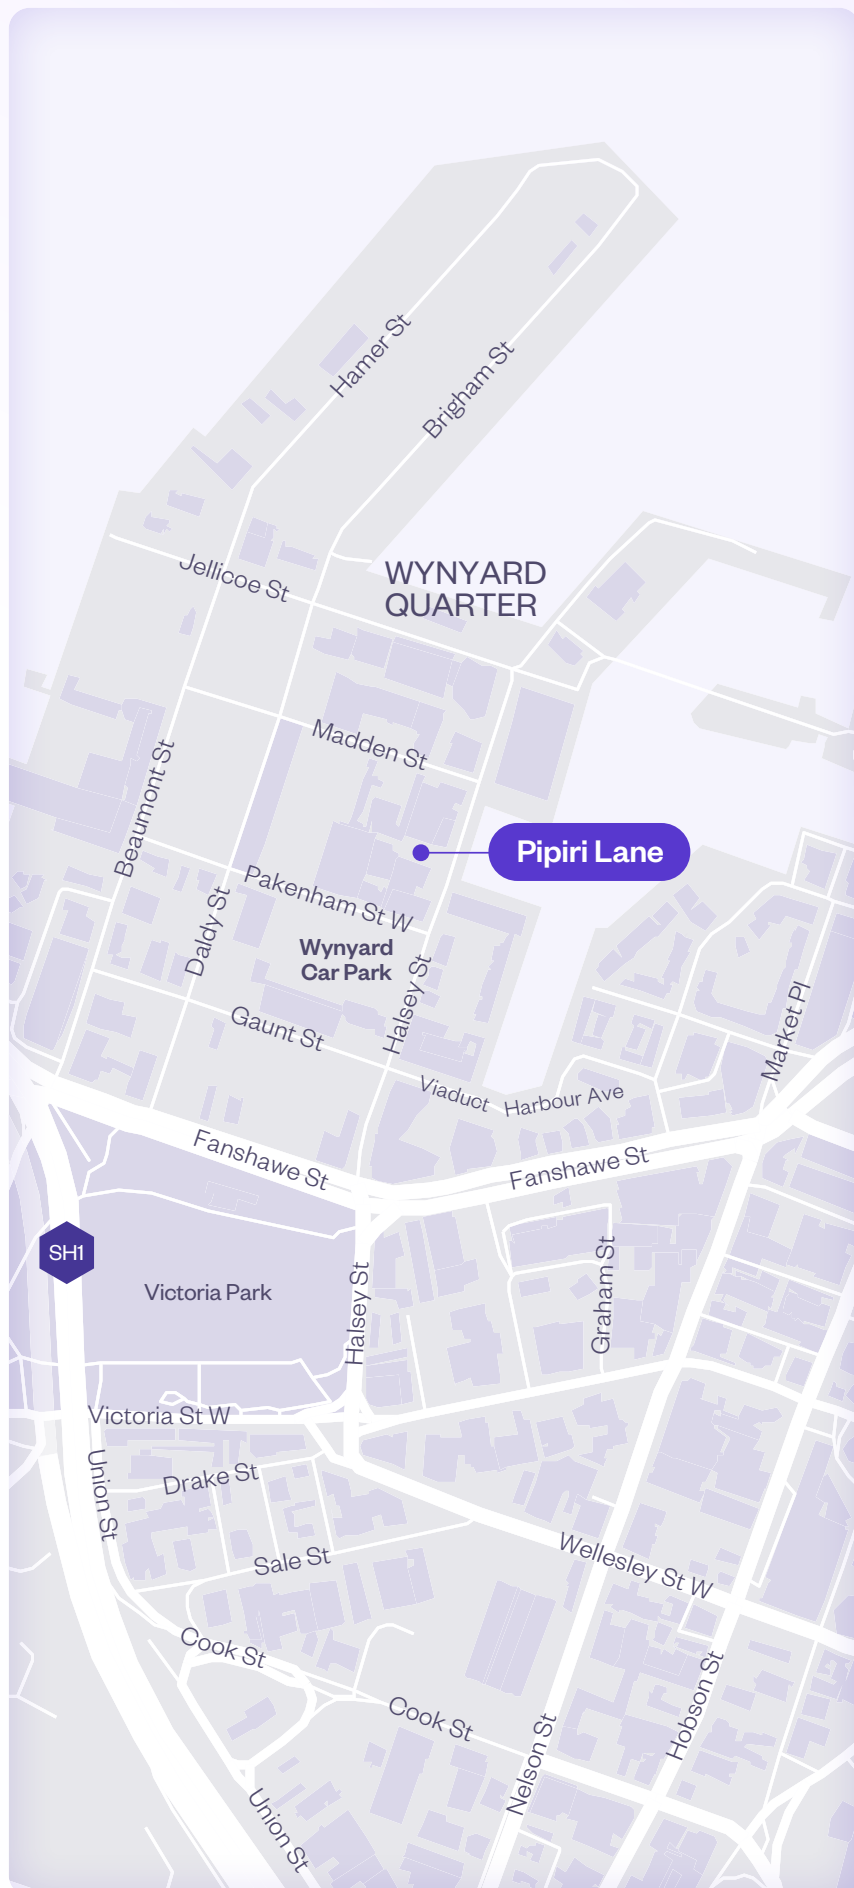 Hamer St
Brigham St
Jellicoe St
WYNYARD
QUARTER
Madden St
Beaumont St
Pipiri Lane
Pakenham St W
Daldy St
Wynyard
Car Park
Halsey St
Gaunt St
Market Pl
Viaduct Harbour Ave
Fanshawe St
Fanshawe St
SH1
Victoria Park
Halsey St
Graham St
Victoria St W
Union St
Drake St
Sale St
Wellesley St W
Cook St
Cook St
Hobson St
Nelson St
Union St